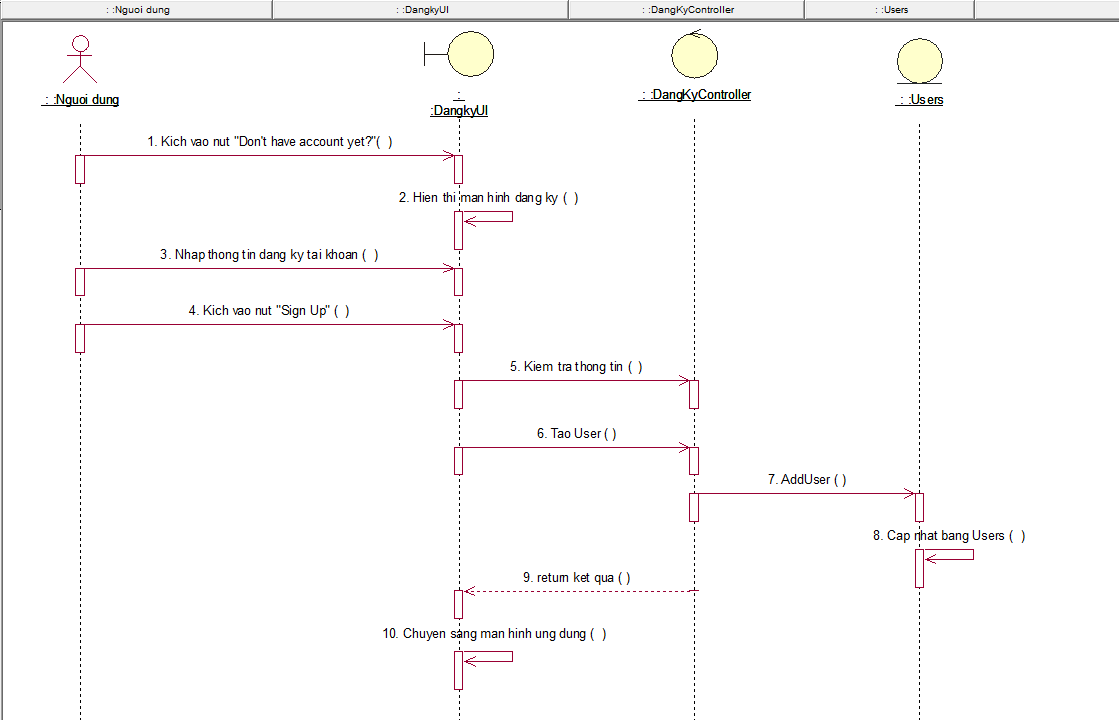 : :Nguoi dung
: :DangkyUI
: :DangKyController
: :Users
: :Nguoi dung
:
:DangkyUI
: :DangKyController
: :Users
1. Kich vao nut "Don't have account yet?"( )
2. Hien thi man hinh dang ky ( )
3. Nhap thong tin dang ky tai khoan ( )
4. Kich vao nut "Sign Up" ( )
5. Kiem tra thong tin ( )
6. Tao User ( )
7. AddUser ( )
8. Cap nhat bang Users ( )
9. return ket qua ( )
10. Chuyen sang man hinh ung dung ( )